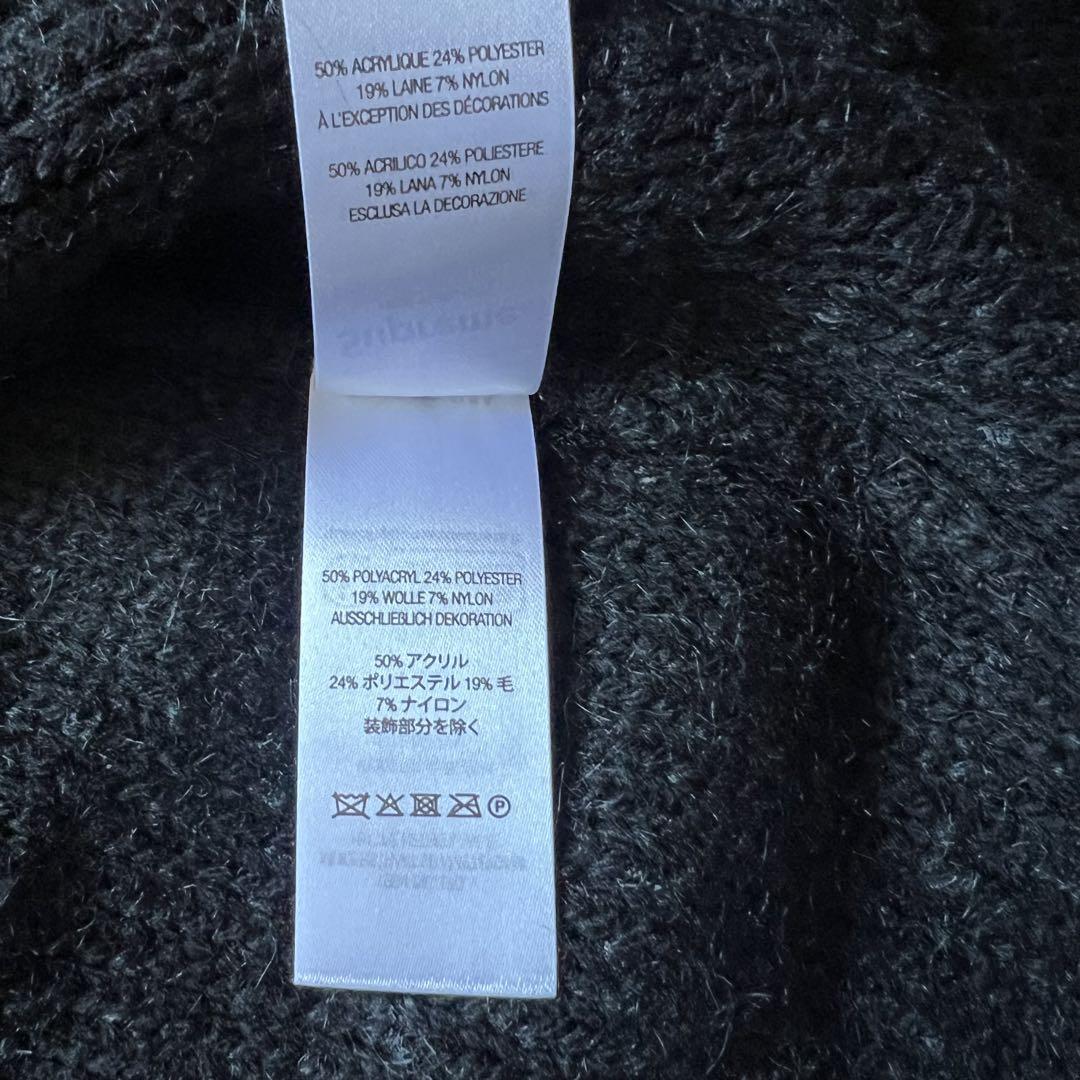 50% ACRYLIQUE 24% POLYESTER
19% LAINE 7% NYLON
À L'EXCEPTION DES DÉCORATIONS
50% ACRILICO 24% POLIESTERE
19% LANA 7% NYLON
ESCLUSA LA DECORAZIONE
50% POLYACRYL 24% POLYESTER
19% WOLLE 7% NYLON
AUSSCHLIEßLICH DEKORATION
50% アクリル
24% ポリエステル 19% 毛
7% ナイロン
装飾部分を除く
P